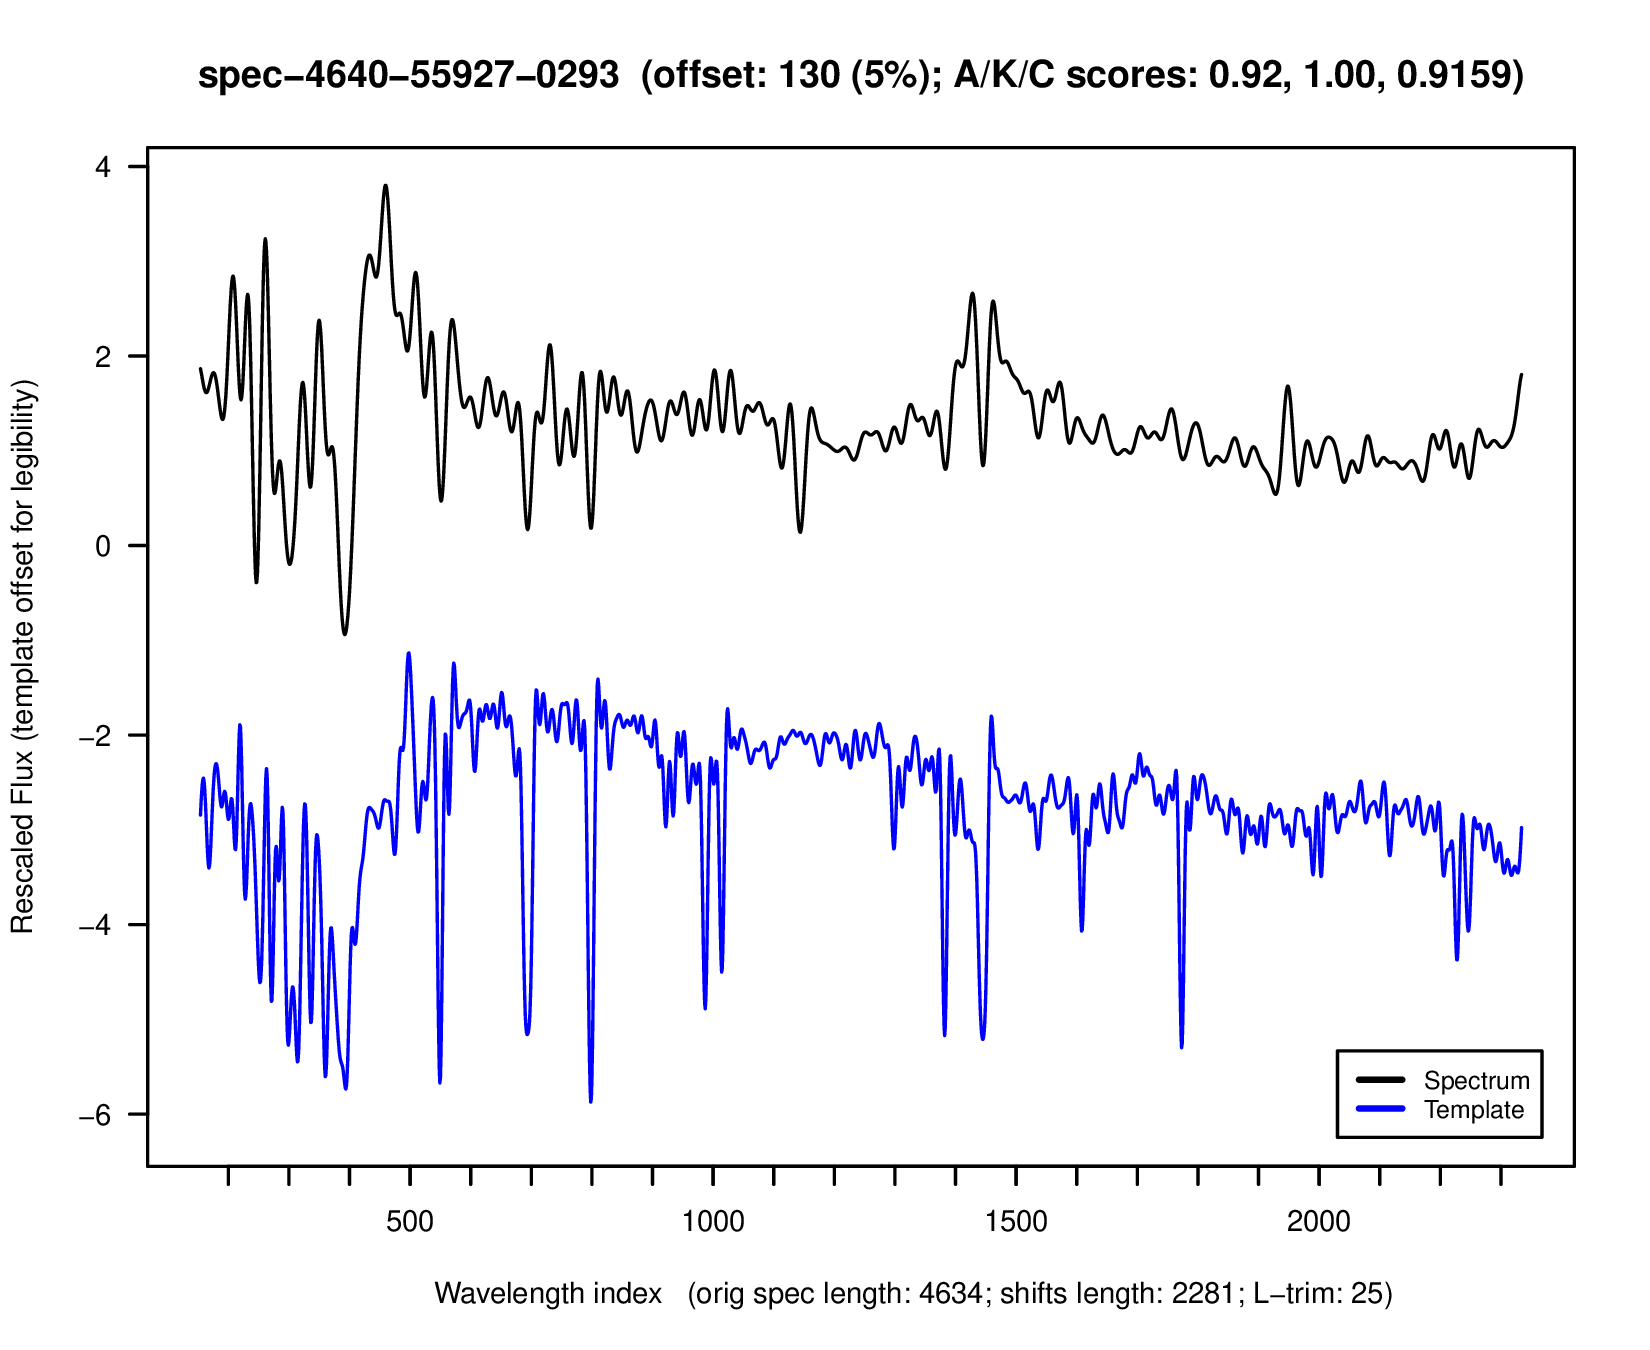 spec−4640−55927−0293 (offset: 130 (5%); A/K/C scores: 0.92, 1.00, 0.9159)
Rescaled Flux (template offset for legibility)
4
2
0
−2
−4
−6
Spectrum
Template
500 1000 1500 2000
Wavelength index (orig spec length: 4634; shifts length: 2281; L−trim: 25)